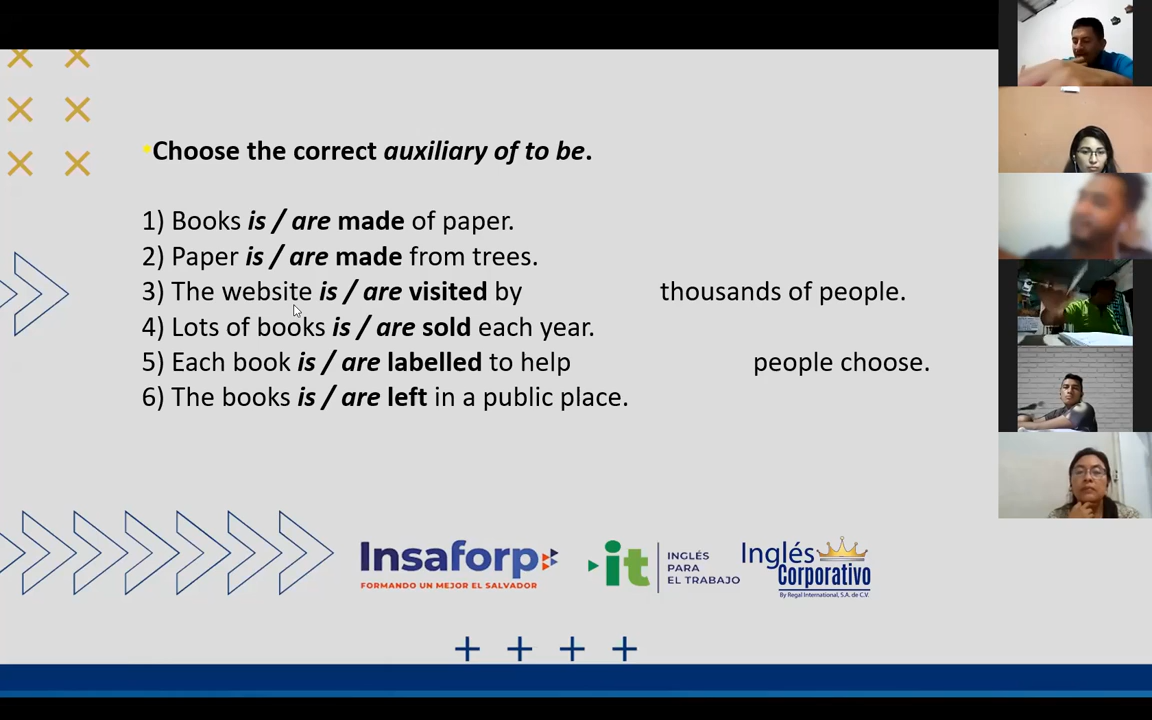 •Choose the correct auxiliary of to be.
1) Books is / are made of paper.
2) Paper is / are made from trees.
3) The website is / are visited by thousands of people.
4) Lots of books is / are sold each year.
5) Each book is / are labelled to help people choose.
6) The books is / are left in a public place.
Insaforp
FORMANDO UN MEJOR EL SALVADOR
it
INGLÉS
PARA
EL TRABAJO
Inglés
Corporativo
By Regal International, S.A. de C.V.